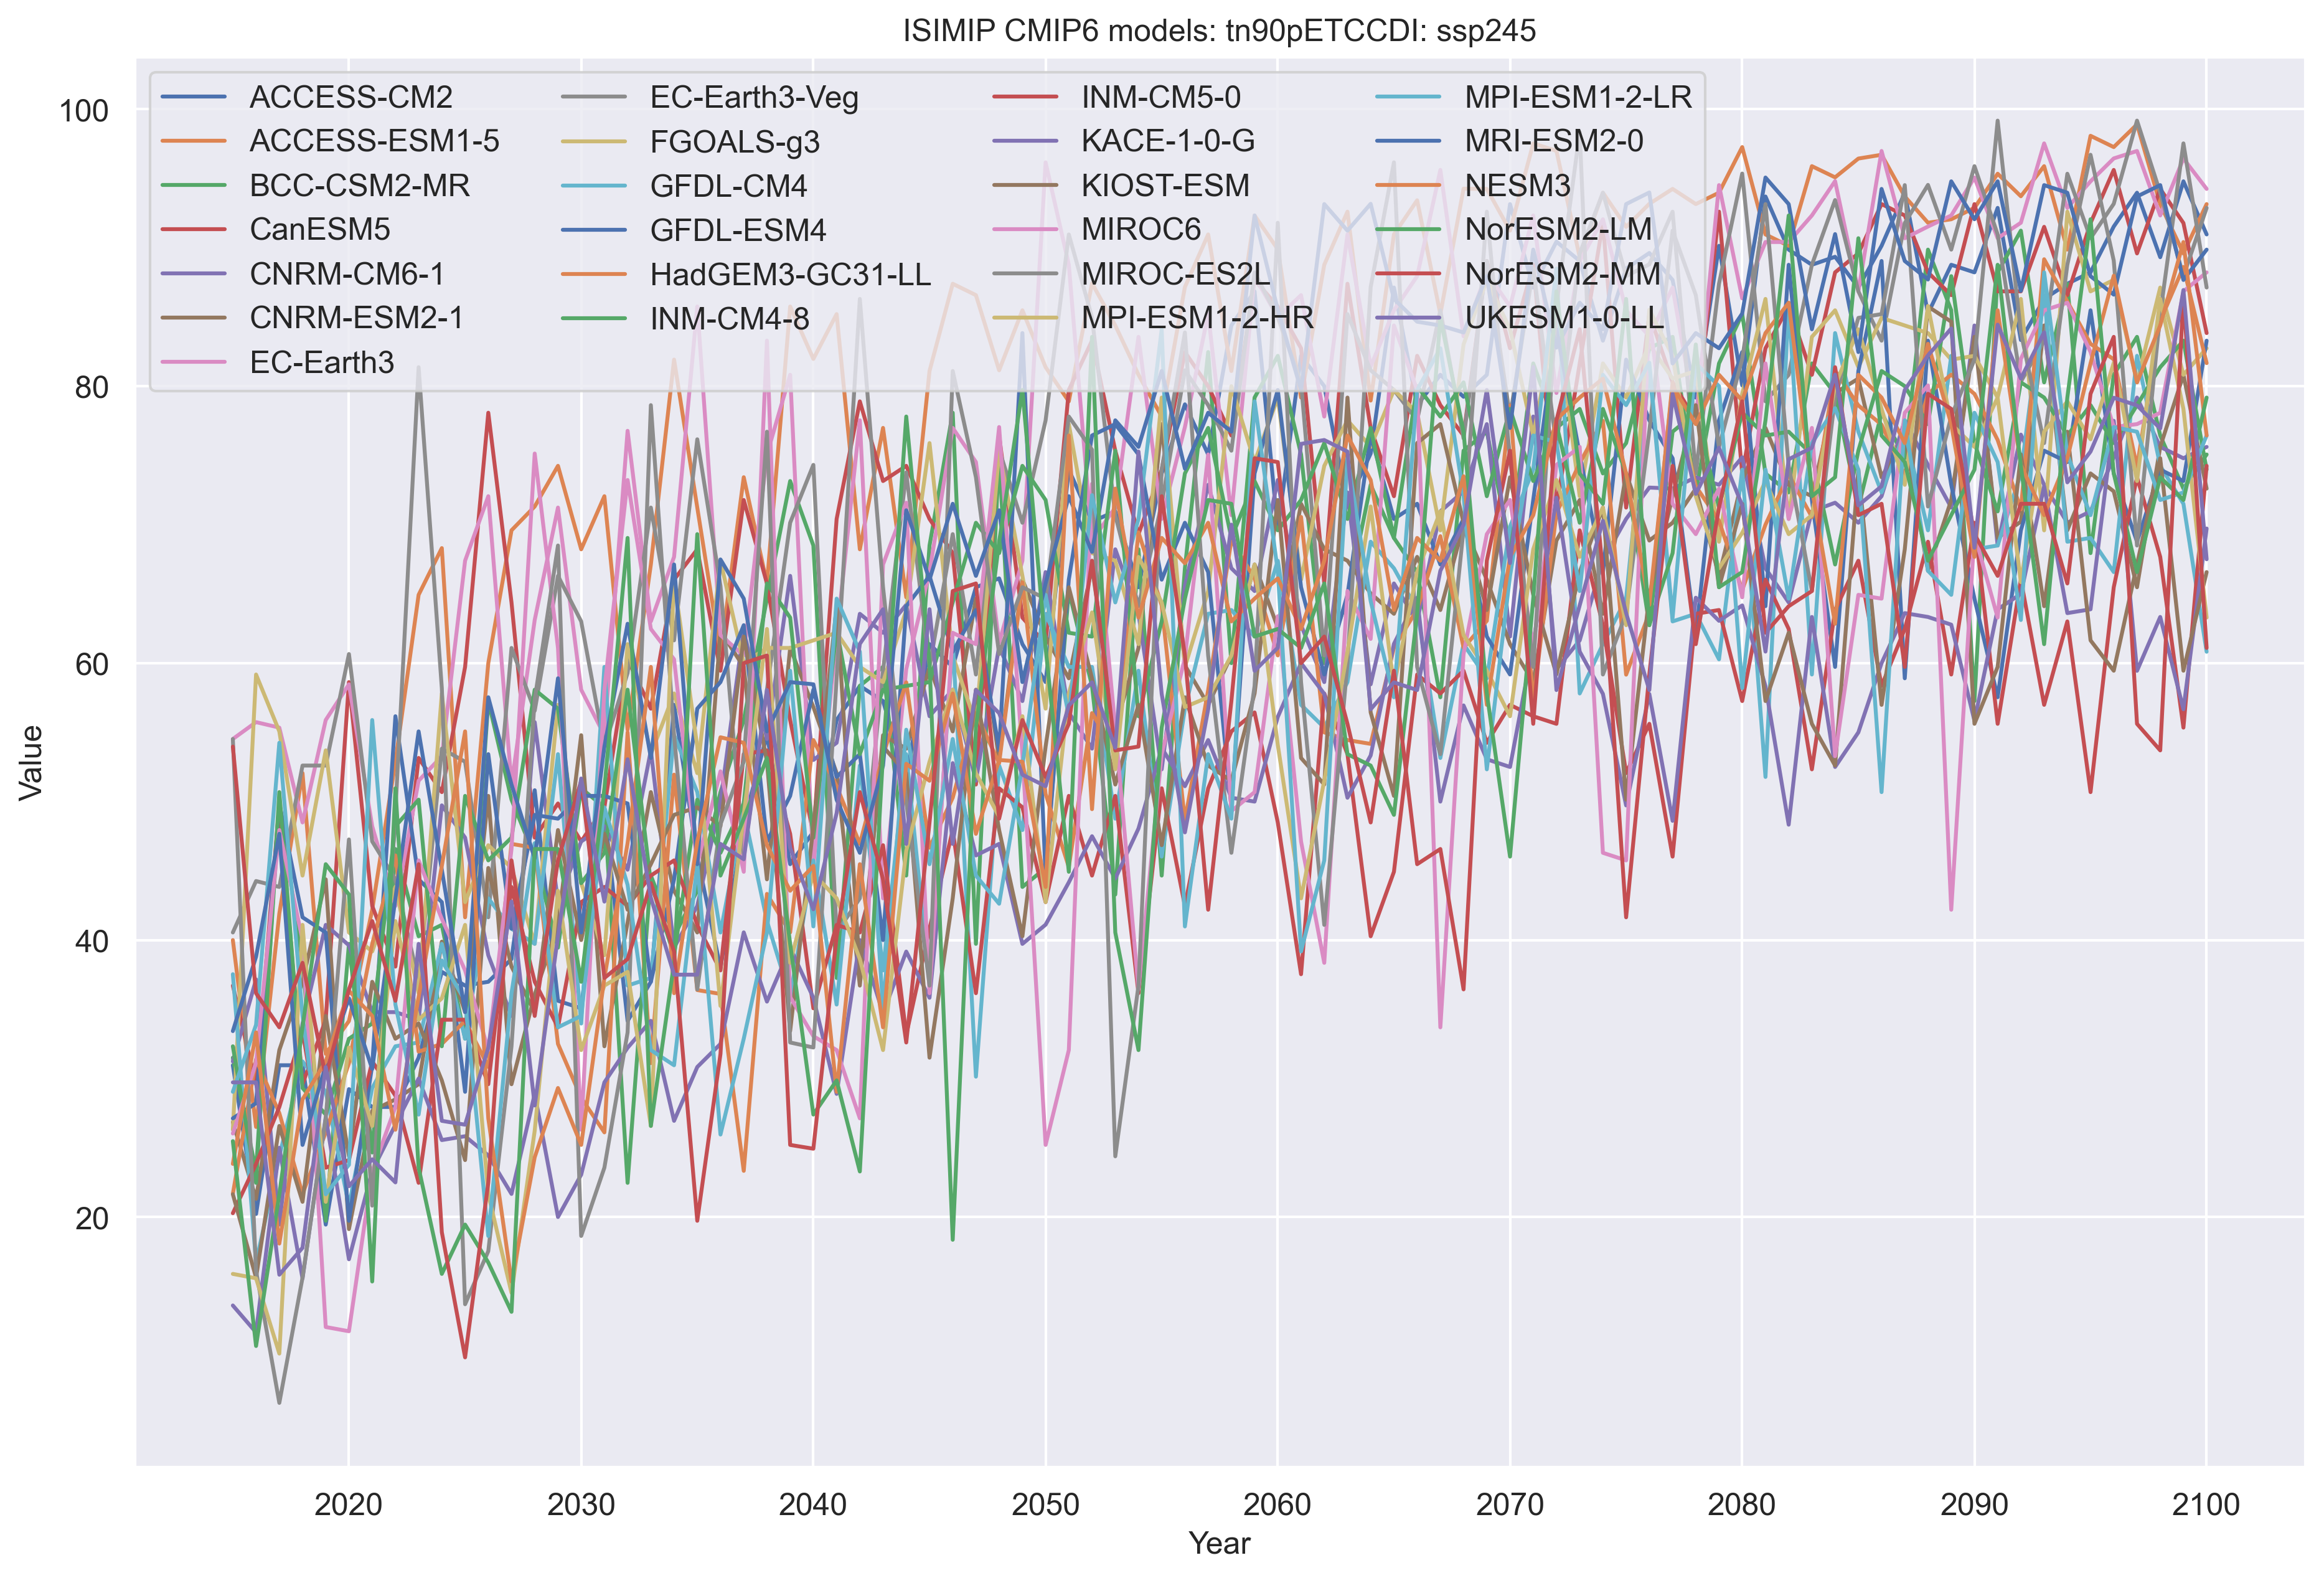 ISIMIP CMIP6 models: tn90pETCCDI: ssp245
ACCESS-CM2
ACCESS-ESM1-5
BCC-CSM2-MR
CanESM5
CNRM-CM6-1
CNRM-ESM2-1
EC-Earth3
EC-Earth3-Veg
FGOALS-g3
GFDL-CM4
GFDL-ESM4
HadGEM3-GC31-LL
INM-CM4-8
INM-CM5-0
KACE-1-0-G
KIOST-ESM
MIROC6
MIROC-ES2L
MPI-ESM1-2-HR
MPI-ESM1-2-LR
MRI-ESM2-0
NESM3
NorESM2-LM
NorESM2-MM
UKESM1-0-LL
100
80
60
40
20
Value
2020 2030 2040 2050 2060 2070 2080 2090 2100
Year